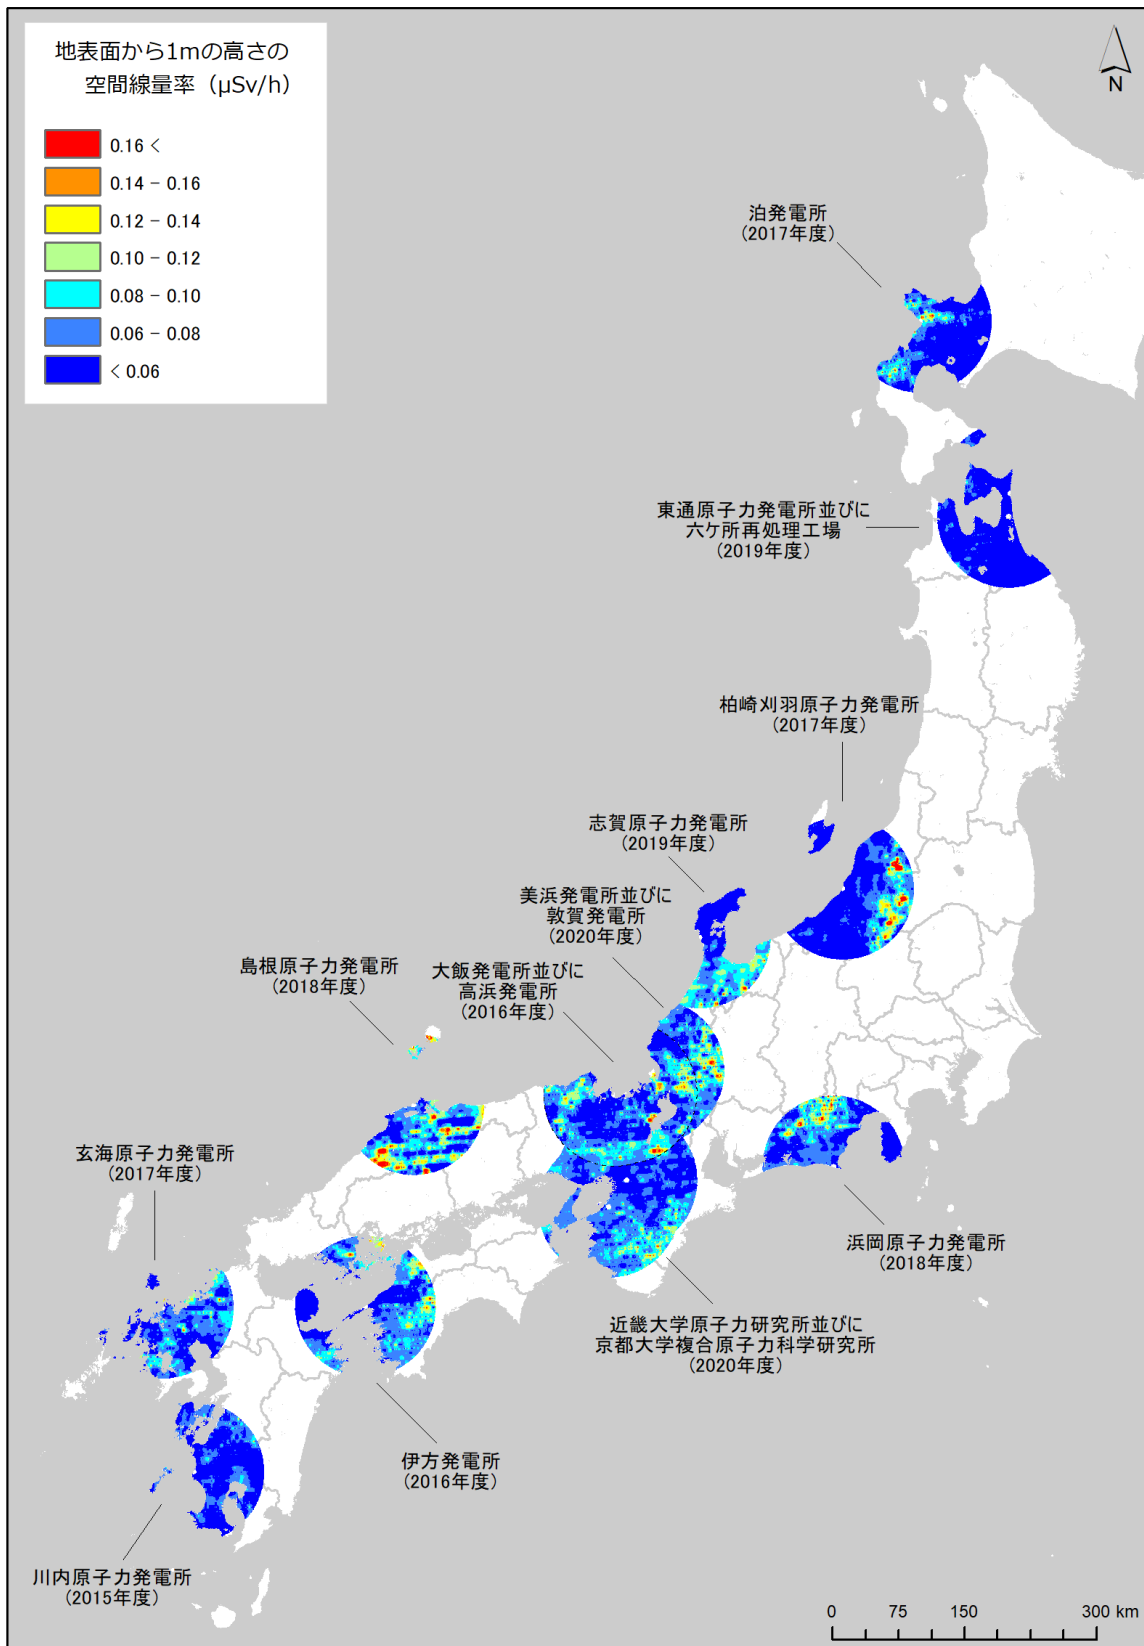 地表面から1mの高さの
空間線量率（μSv/h）
0.16 <
0.14 − 0.16
0.12 − 0.14
0.10 − 0.12
0.08 − 0.10
0.06 − 0.08
< 0.06
N
泊発電所
（2017年度）
東通原子力発電所並びに
六ケ所再処理工場
（2019年度）
柏崎刈羽原子力発電所
（2017年度）
志賀原子力発電所
（2019年度）
美浜発電所並びに
敦賀発電所
（2020年度）
大飯発電所並びに
高浜発電所
（2016年度）
島根原子力発電所
（2018年度）
玄海原子力発電所
（2017年度）
浜岡原子力発電所
（2018年度）
近畿大学原子力研究所並びに
京都大学複合原子力科学研究所
（2020年度）
伊方発電所
（2016年度）
川内原子力発電所
（2015年度）
0 75 150 300 km